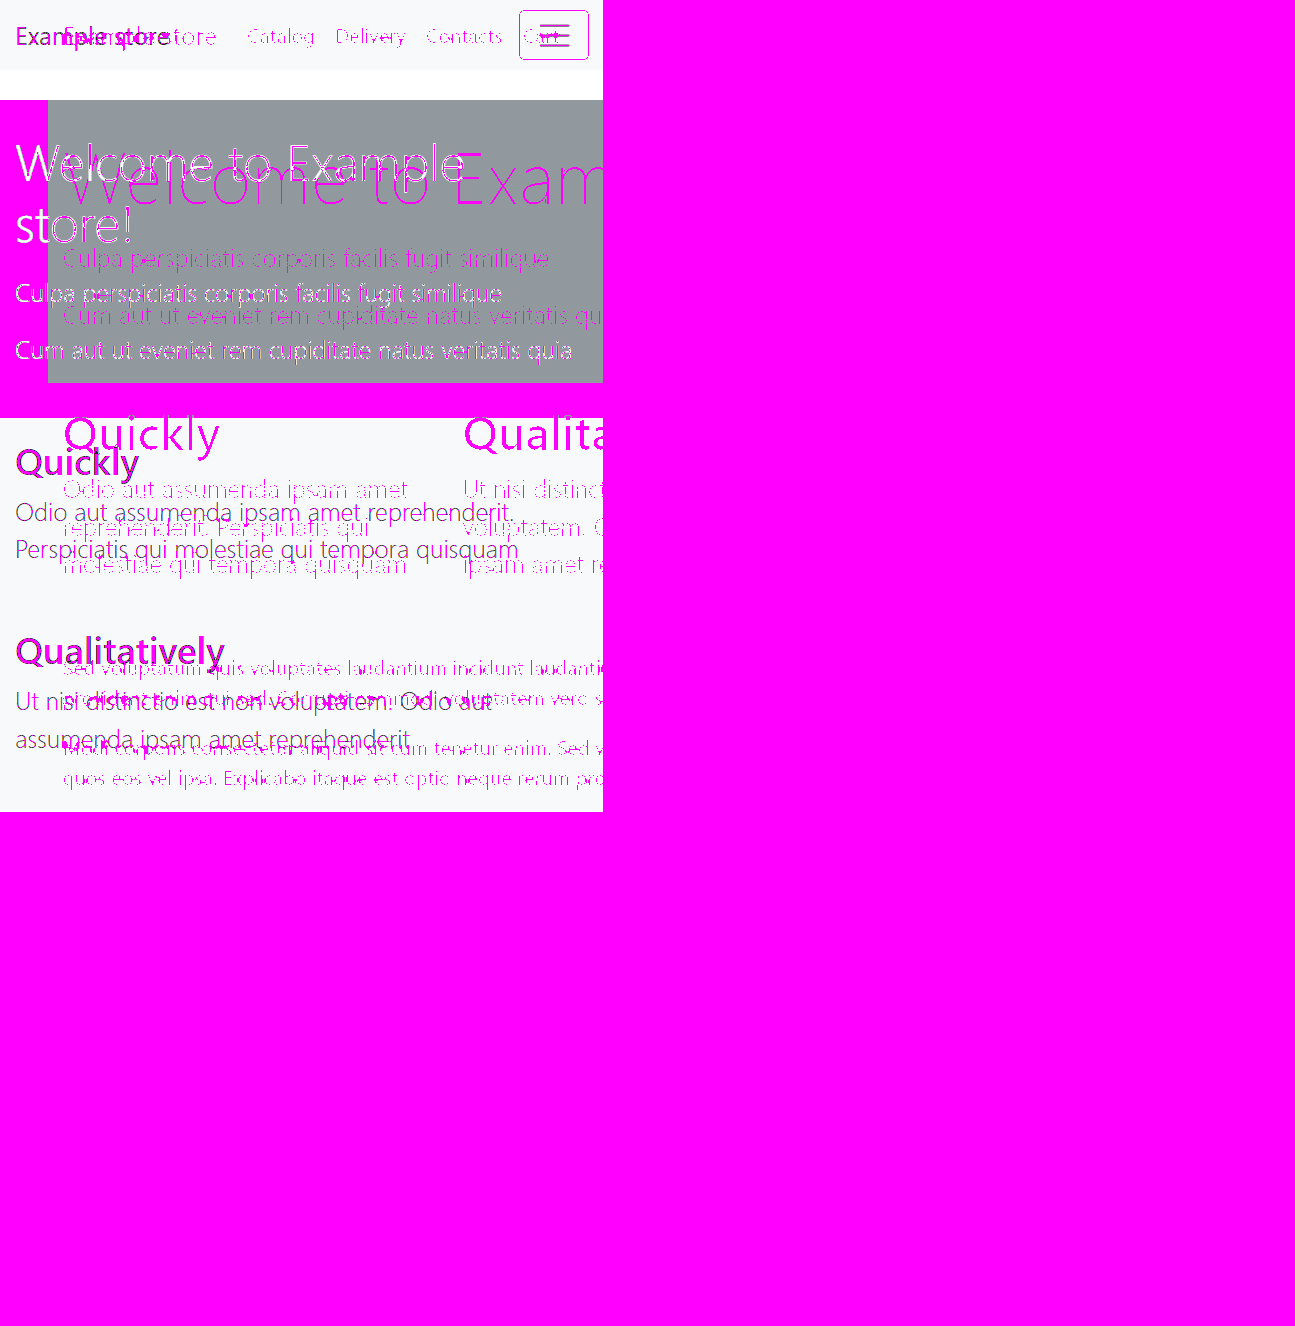 Example store
Example store Catalog Delivery Contacts Cart
Welcome to Example
store!
Welcome to Exam
Culpa perspiciatis corporis facilis fugit similique
Culpa perspiciatis corporis facilis fugit similique
Cum aut ut eveniet rem cupiditate natus veritatis qu
Cum aut ut eveniet rem cupiditate natus veritatis quia
Quickly Qualita
Quickly
Odio aut assumenda ipsam amet Ut nisi distinct
Odio aut assumenda ipsam amet reprehenderit.
reprehenderit. Perspiciatis qui voluptatem.
Perspiciatis qui molestiae qui tempora quisquam
molestiae qui tempora quisquam ipsam amet
Qualitatively
Sed voluptatum quis voluptates laudantium incidunt
Ut nisi distinctio est non voluptatem. Odio aut
voluptatem vero
assumenda ipsam amet reprehenderit
Modi corporis consectetur aliquid sit cum tenetur enim. Sed
quos eos vel ipsa. Explicabo itaque est optio neque rerum